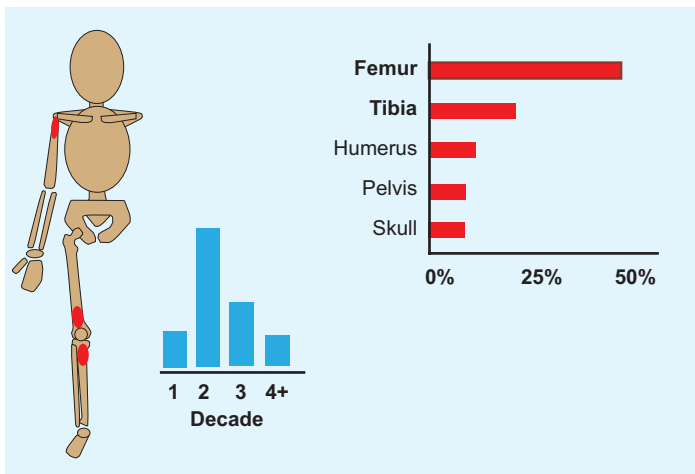 Femur
Tibia
Humerus
Pelvis
Skull
0% 25% 50%
1 2 3 4+
Decade